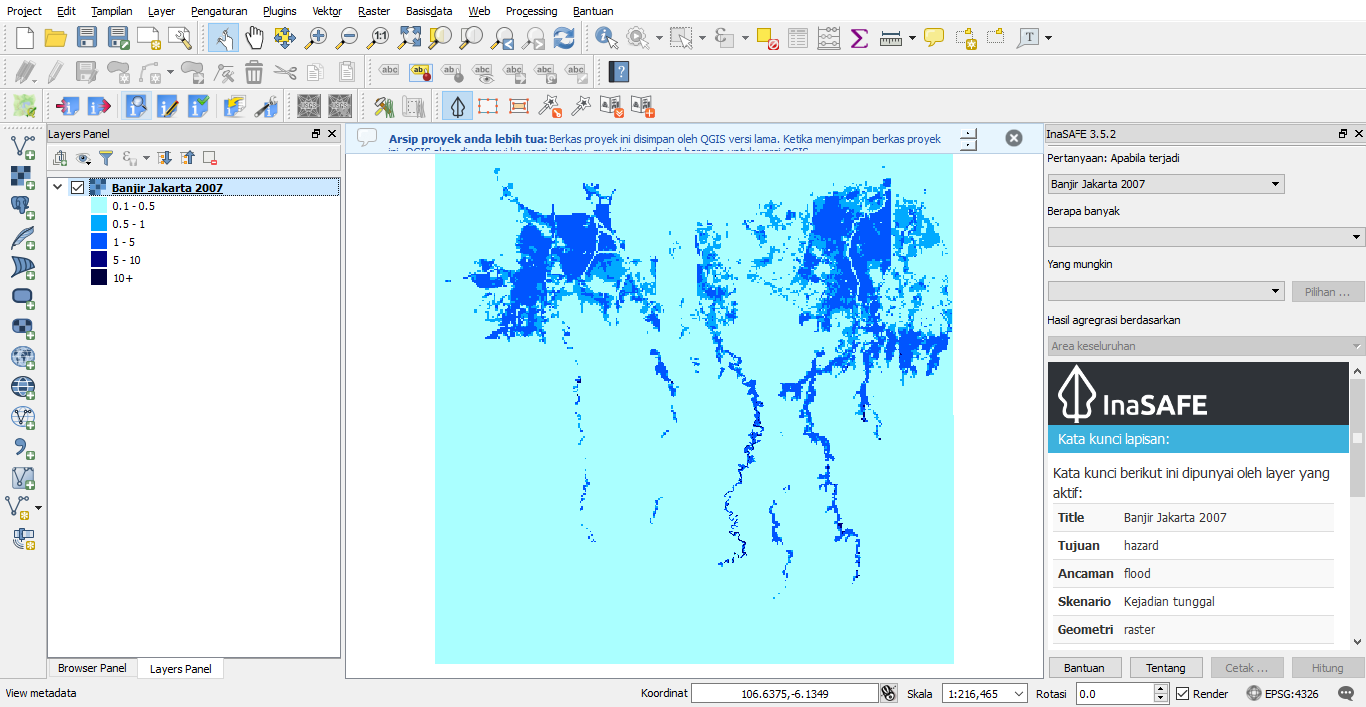 Project Edit Tampilan Layer Pengaturan Plugins Vektor Raster Basisdata Web Processing Bantuan
Layers Panel
Banjir Jakarta 2007
0.1 - 0.5
0.5 - 1
1 - 5
5 - 10
10+
Browser Panel Layers Panel
Arsip proyek anda lebih tua: Berkas proyek ini disimpan oleh QGIS versi lama. Ketika menyimpan berkas proyek
InaSAFE 3.5.2
Pertanyaan: Apabila terjadi
Banjir Jakarta 2007
Berapa banyak
Yang mungkin
Pilihan ...
Hasil agregrasi berdasarkan
Area keseluruhan
InaSAFE
Kata kunci lapisan:
Kata kunci berikut ini dipunyai oleh layer yang
aktif:
Title Banjir Jakarta 2007
Tujuan hazard
Ancaman flood
Skenario Kejadian tunggal
Geometri raster
Bantuan Tentang Cetak ... Hitung
View metadata Koordinat 106.6375,-6.1349 Skala 1:216,465 Rotasi 0.0 Render EPSG:4326